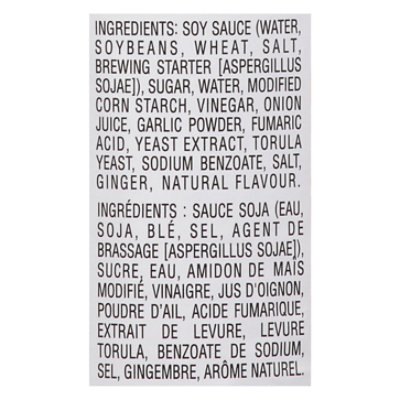 INGREDIENTS: SOY SAUCE (WATER,
SOYBEANS, WHEAT, SALT,
BREWING STARTER [ASPERGILLUS
SOJAE]), SUGAR, WATER, MODIFIED
CORN STARCH, VINEGAR, ONION
JUICE, GARLIC POWDER, FUMARIC
ACID, YEAST EXTRACT, TORULA
YEAST, SODIUM BENZOATE, SALT,
GINGER, NATURAL FLAVOUR.
INGRÉDIENTS : SAUCE SOJA (EAU,
SOJA, BLÉ, SEL, AGENT DE
BRASSAGE [ASPERGILLUS SOJAE]),
SUCRE, EAU, AMIDON DE MAÏS
MODIFIÉ, VINAIGRE, JUS D'OIGNON,
POUDRE D'AIL, ACIDE FUMARIQUE,
EXTRAIT DE LEVURE, LEVURE
TORULA, BENZOATE DE SODIUM,
SEL, GINGEMBRE, ARÔME NATUREL.